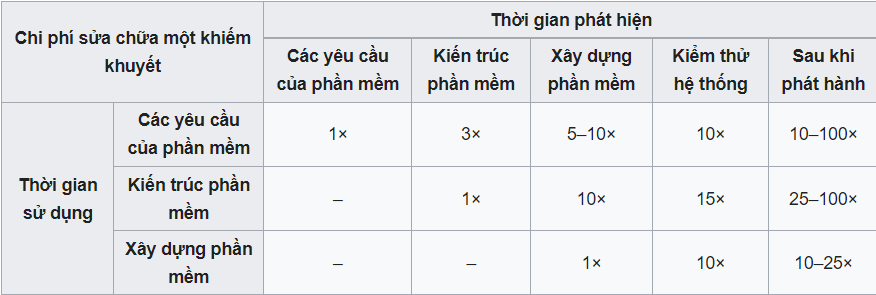 Chi phí sửa chữa một khiếm
khuyết
Thời gian phát hiện
Các yêu cầu
của phần mềm
Kiến trúc
phần mềm
Xây dựng
phần mềm
Kiểm thử
hệ thống
Sau khi
phát hành
Thời gian
sử dụng
Các yêu cầu
của phần mềm
1×
3×
5–10×
10×
10–100×
Kiến trúc phần
mềm
–
1×
10×
15×
25–100×
Xây dựng phần
mềm
–
–
1×
10×
10–25×